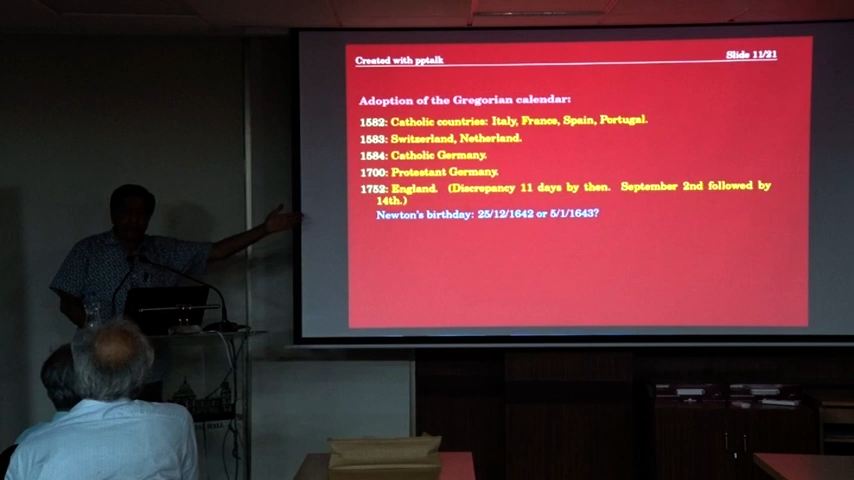 Created with pptalk
Slide 11/21
Adoption of the Gregorian calendar:
1582: Catholic countries: Italy, France, Spain, Portugal.
1583: Switzerland, Netherland.
1584: Catholic Germany.
1700: Protestant Germany.
1752: England. (Discrepancy 11 days by then. September 2nd followed by
14th.)
Newton's birthday: 25/12/1642 or 5/1/1643?